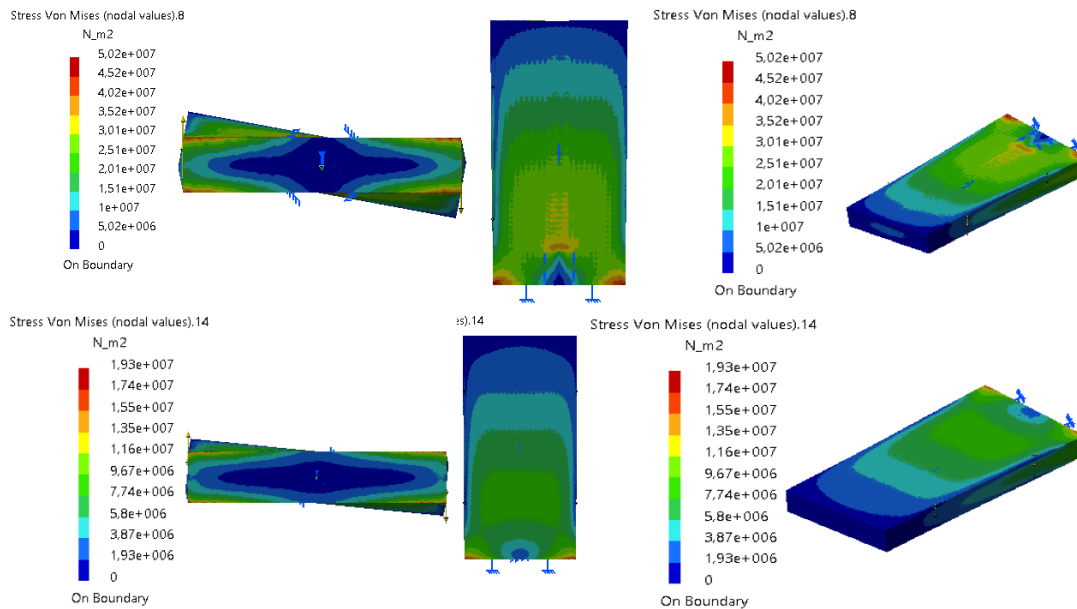 Stress Von Mises (nodal values).8
N_m2
5,02e+007
4,52e+007
4,02e+007
3,52e+007
3,01e+007
2,51e+007
2,01e+007
1,51e+007
1e+007
5,02e+006
0
On Boundary
Stress Von Mises (nodal values).8
N_m2
5,02e+007
4,52e+007
4,02e+007
3,52e+007
3,01e+007
2,51e+007
2,01e+007
1,51e+007
1e+007
5,02e+006
0
On Boundary
Stress Von Mises (nodal values).14
N_m2
1,93e+007
1,74e+007
1,55e+007
1,35e+007
1,16e+007
9,67e+006
7,74e+006
5,8e+006
3,87e+006
1,93e+006
0
On Boundary
s).14
Stress Von Mises (nodal values).14
N_m2
1,93e+007
1,74e+007
1,55e+007
1,35e+007
1,16e+007
9,67e+006
7,74e+006
5,8e+006
3,87e+006
1,93e+006
0
On Boundary